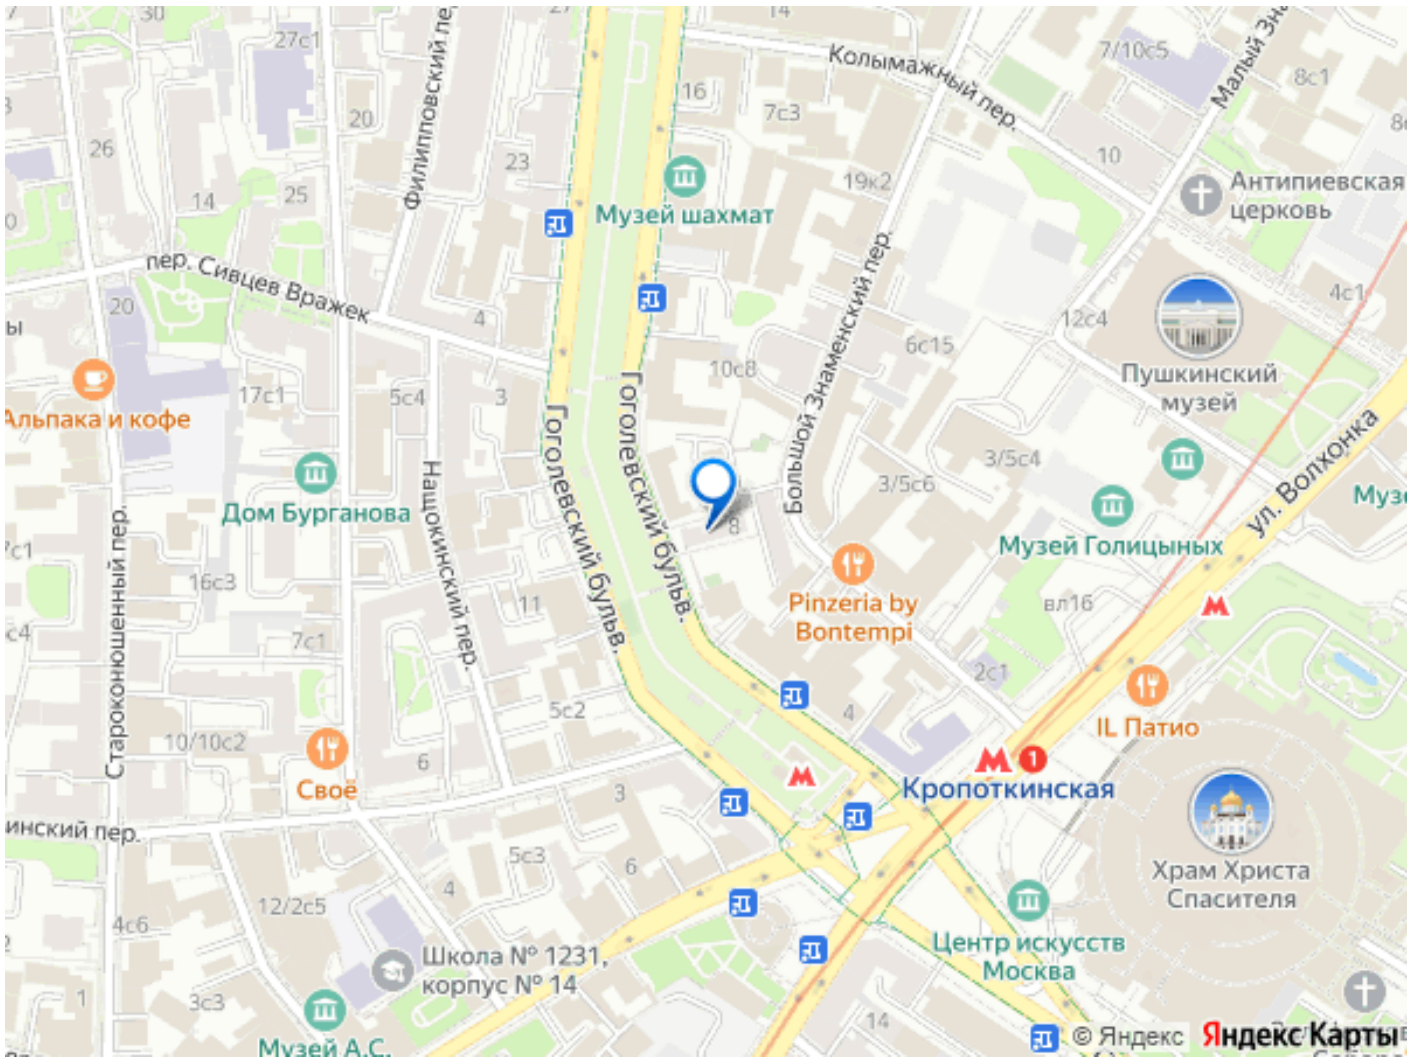 30
27с1
Филипповский пе
14
Колымажный пер.
7/10с5
Малый Зна
8с1
16
7с3
20
26
23
10
19к2
14
25
Музей шахмат
Антипиевская
церковь
пер. Сивцев Вражек
20
4
4с1
12с4
6с15
ы
Альпака и кофе
17с1
5с4
3
10с8
Гоголевский бульв.
Гоголевский бульв.
Большой Знаменский пер.
Пушкинский
музей
ул. Волхонка
Нащокинский пер.
Дом Бурганова
3/5с4
3/5с6
Музе
8
Музей Голицыных
Староконюшенный пер.
7с1
16с3
Pinzeria by
Bontempi
11
вл16
с4
7с1
2с1
5с2
4
IL Патио
10/10с2
6
Своё
3
Кропоткинская
инский пер.
5с3
6
4
12/2с5
4с6
Храм Христа
Спасителя
Центр искусств
Москва
Школа № 1231,
корпус № 14
1
3с3
14
Музей А.С.
© Яндекс
Яндекс Карты